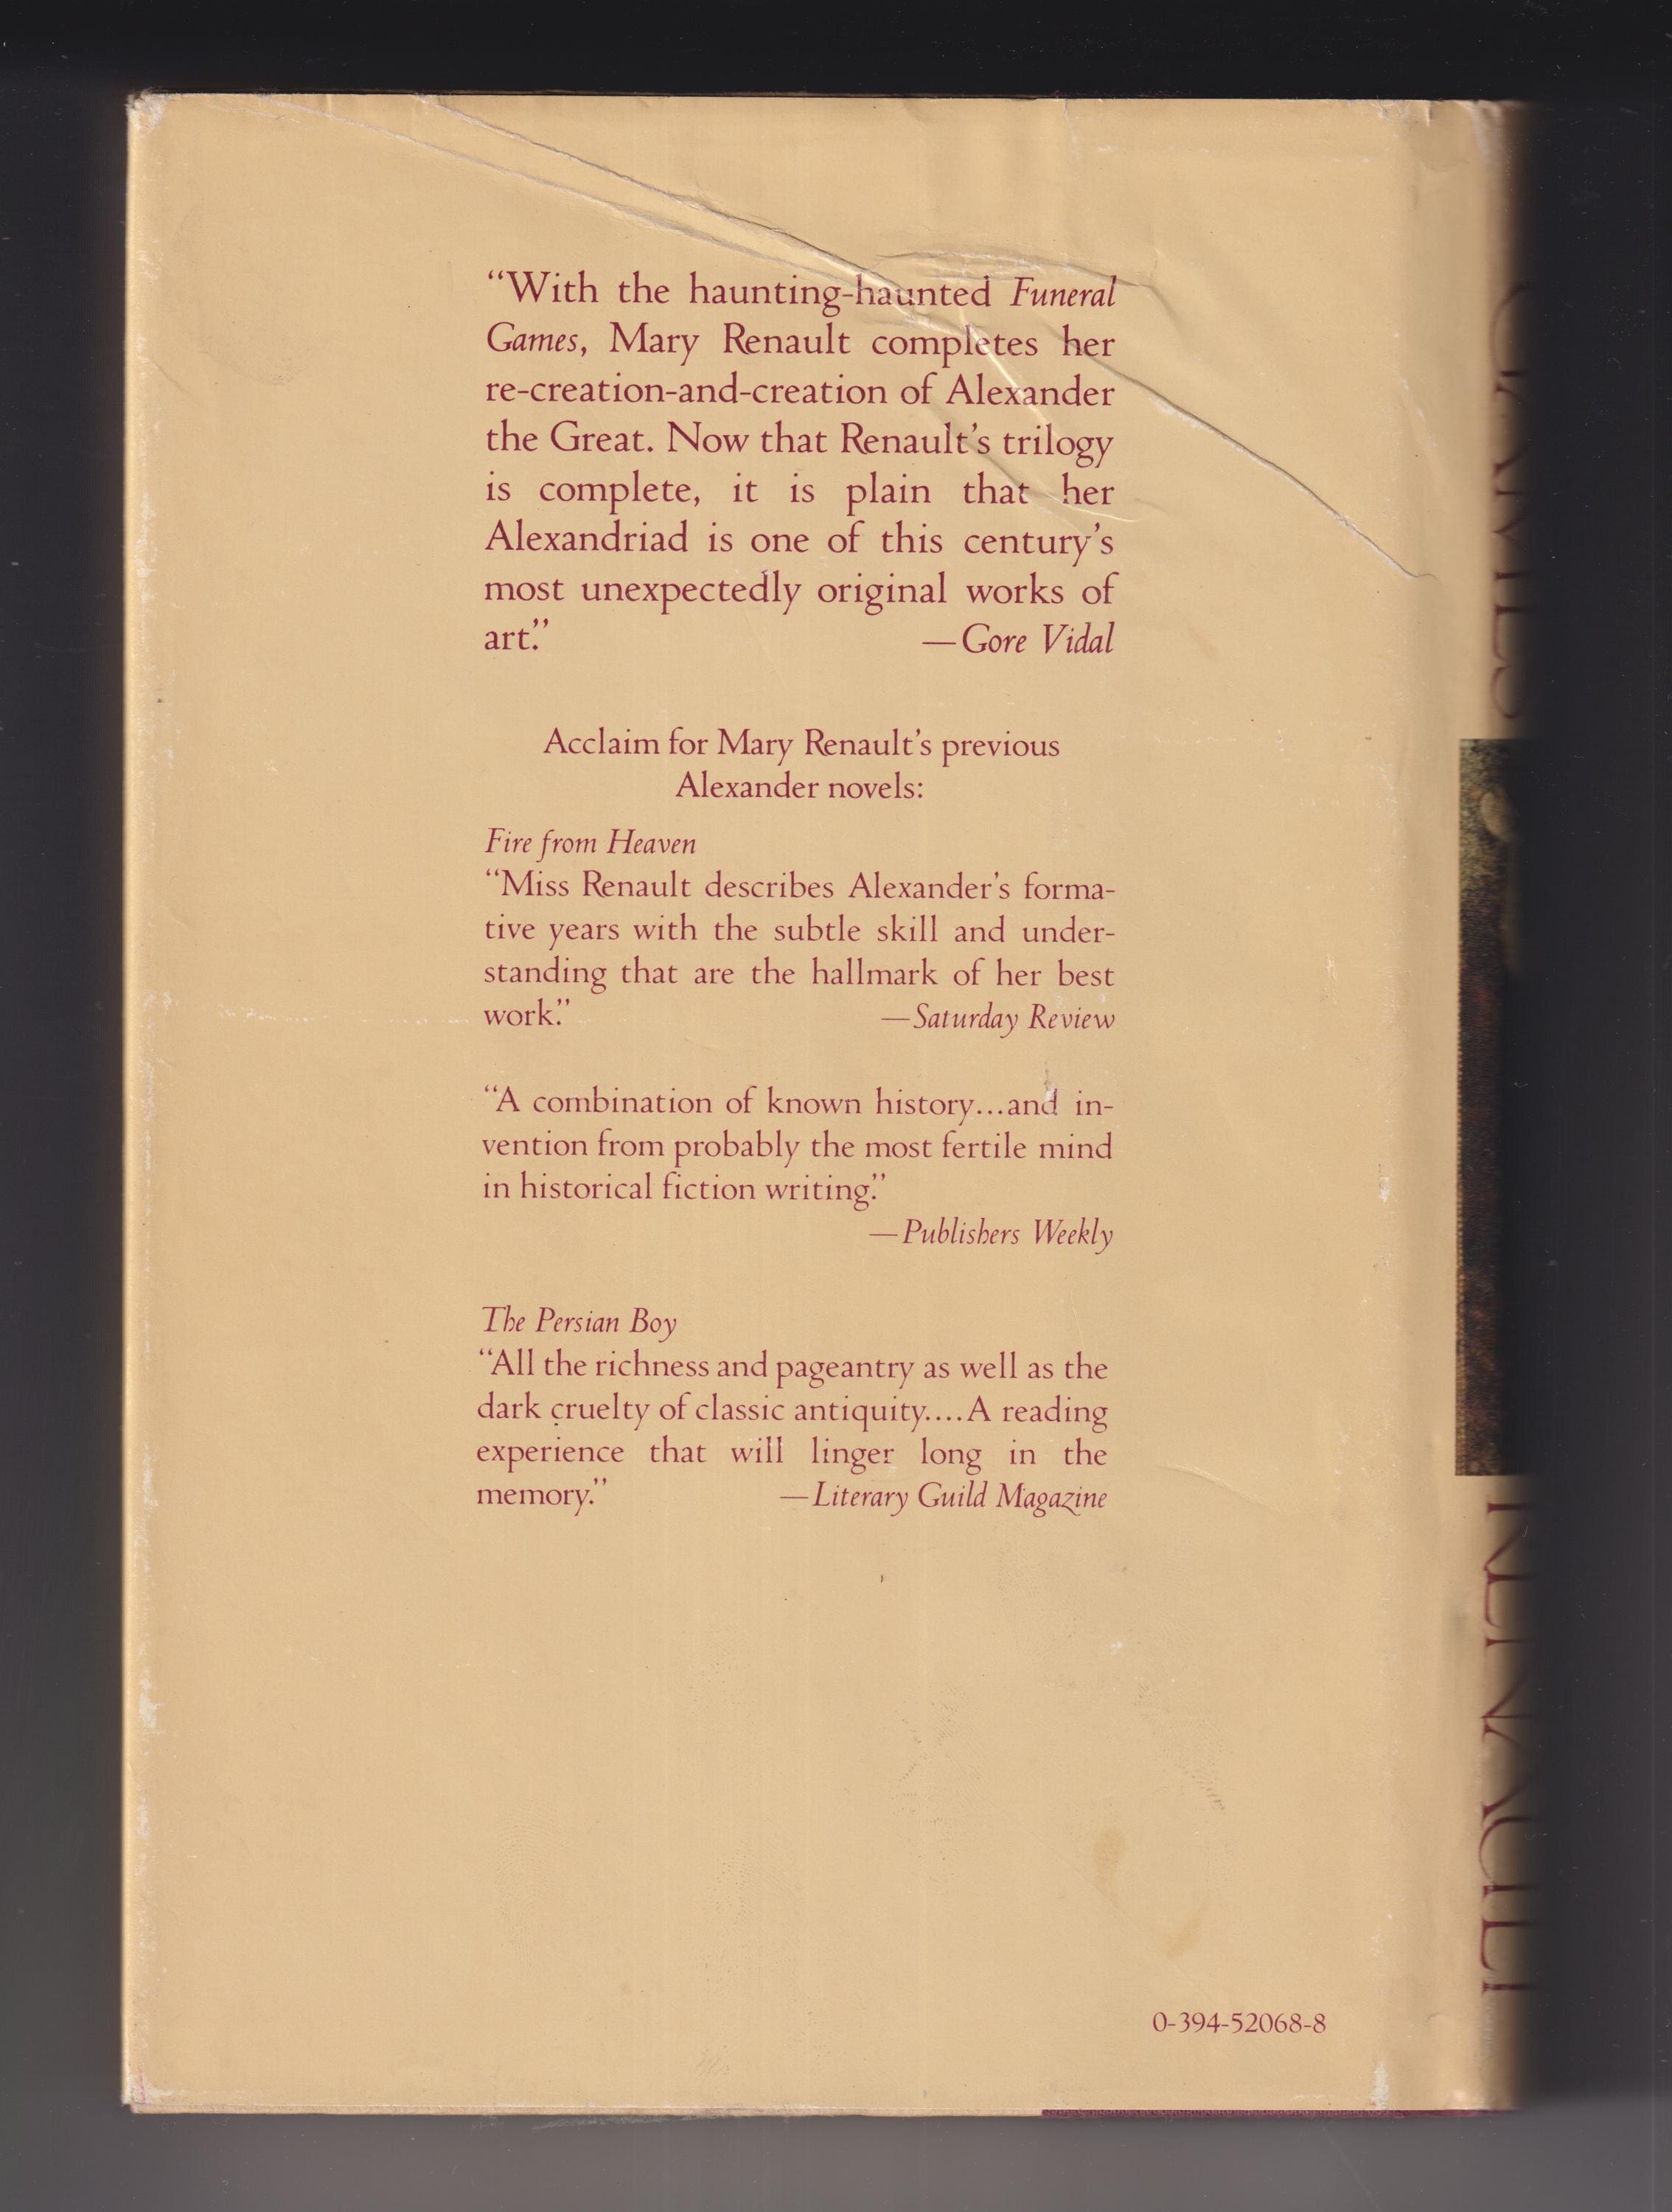 “With the haunting-haunted Funeral
Games, Mary Renault completes her
re-creation-and-creation of Alexander
the Great. Now that Renault’s trilogy
is complete, it is plain that her
Alexandriad is one of this century’s
most unexpectedly original works of
art.” —Gore Vidal
Acclaim for Mary Renault’s previous
Alexander novels:
Fire from Heaven
“Miss Renault describes Alexander’s forma-
tive years with the subtle skill and under-
standing that are the hallmark of her best
work.” —Saturday Review
“A combination of known history...and in-
vention from probably the most fertile mind
in historical fiction writing.”
—Publishers Weekly
The Persian Boy
“All the richness and pageantry as well as the
dark cruelty of classic antiquity....A reading
experience that will linger long in the
memory.” —Literary Guild Magazine
0-394-52068-8
GAMES
RENAULT